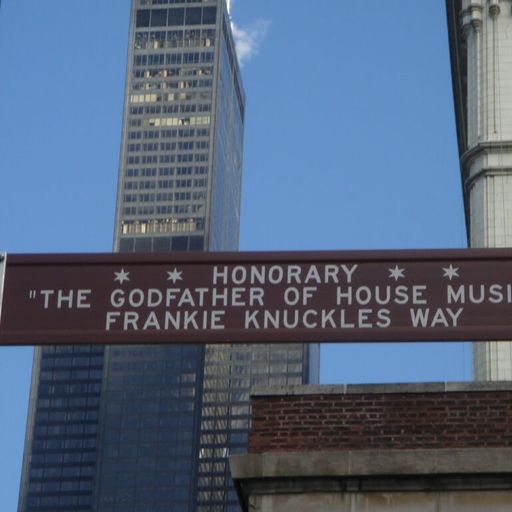 HONORARY
"THE GODFATHER OF HOUSE MUSI
FRANKIE KNUCKLES WAY